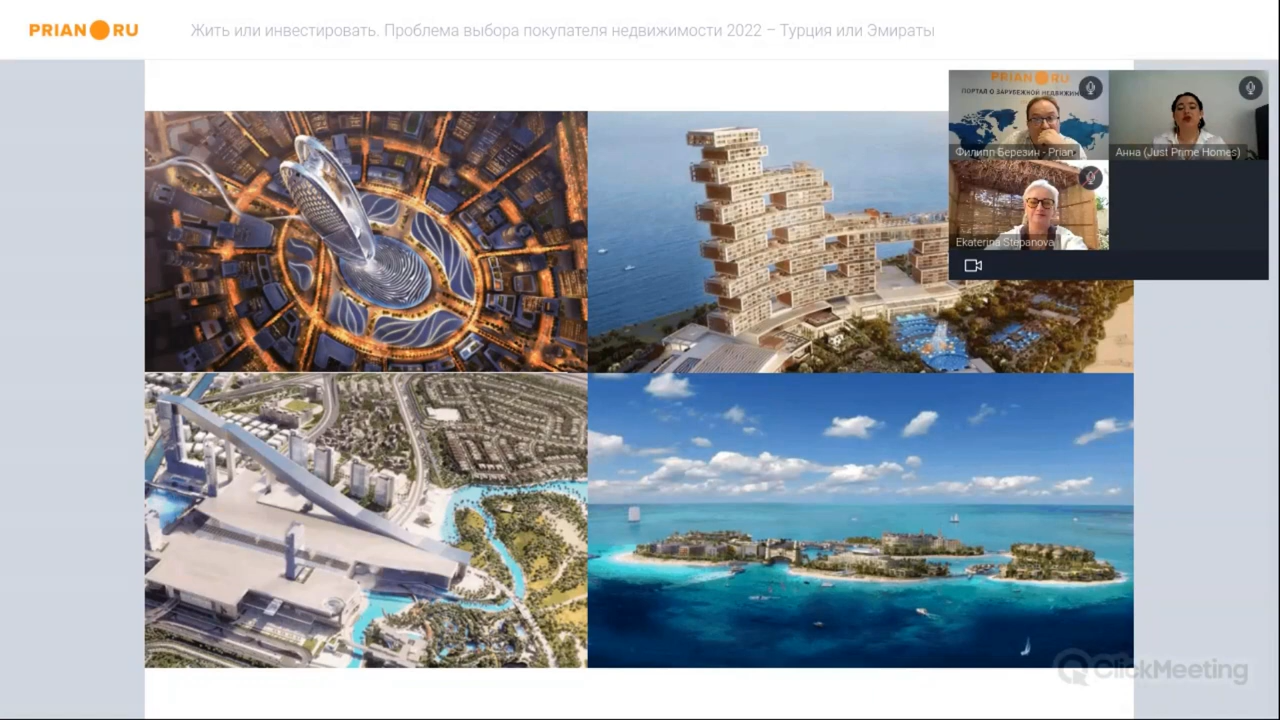 PRIAN RU
Жить или инвестировать. Проблема выбора покупателя недвижимости 2022 – Турция или Эмираты
PRIAN RU
ПОРТАЛ О ЗАРУБЕЖНОЙ
Филипп Березин - Prian
Анна (Just Prime Homes)
Ekaterina Stepanova
ClickMeeting